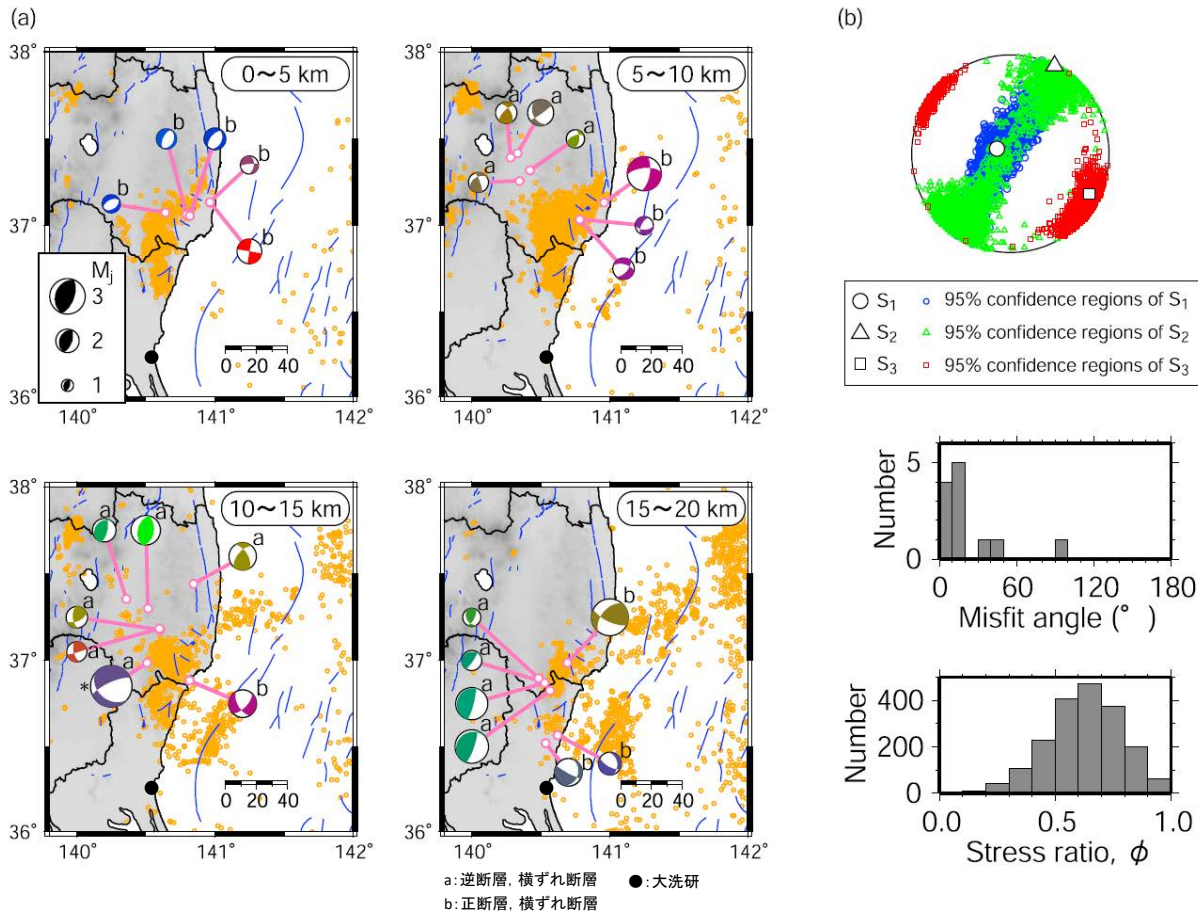 (a)
38°
37°
36°
140°
141°
142°
0～5 km
b
b
b
b
b
Mj
3
2
1
0 20 40
38°
37°
36°
140°
141°
142°
5～10 km
a
a
a
a
b
b
b
0 20 40
38°
37°
36°
140°
141°
142°
10～15 km
a
a
a
a
a
a
*
b
0 20 40
38°
37°
36°
140°
141°
142°
15～20 km
a
a
a
a
b
b
b
0 20 40
a：逆断層, 横ずれ断層 ●：大洗研
b：正断層, 横ずれ断層
(b)
S1 95% confidence regions of S1
S2 95% confidence regions of S2
S3 95% confidence regions of S3
Number
5
0
0 60 120 180
Misfit angle (° )
Number
400
200
0
0.0 0.5 1.0
Stress ratio, ϕ